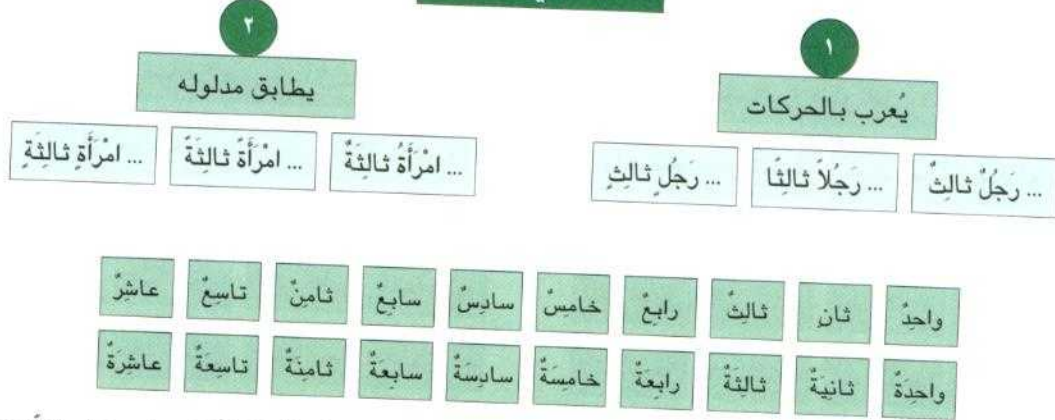 ١
٢
يُعرب بالحركات
يطابق مدلوله
... رَجُلٌ ثالِثٌ
... رَجُلاً ثالِثًا
... رَجُلٍ ثالِثٍ
... امْرَأَةٌ ثالِثَةٌ
... امْرَأَةً ثالِثَةً
... امْرَأَةٍ ثالِثَةٍ
واحِدٌ ثانٍ ثالِثٌ رابِعٌ خامِسٌ سادِسٌ سابِعٌ ثامِنٌ تاسِعٌ عاشِرٌ
واحِدَةٌ ثانِيَةٌ ثالِثَةٌ رابِعَةٌ خامِسَةٌ سادِسَةٌ سابِعَةٌ ثامِنَةٌ تاسِعَةٌ عاشِرَةٌ